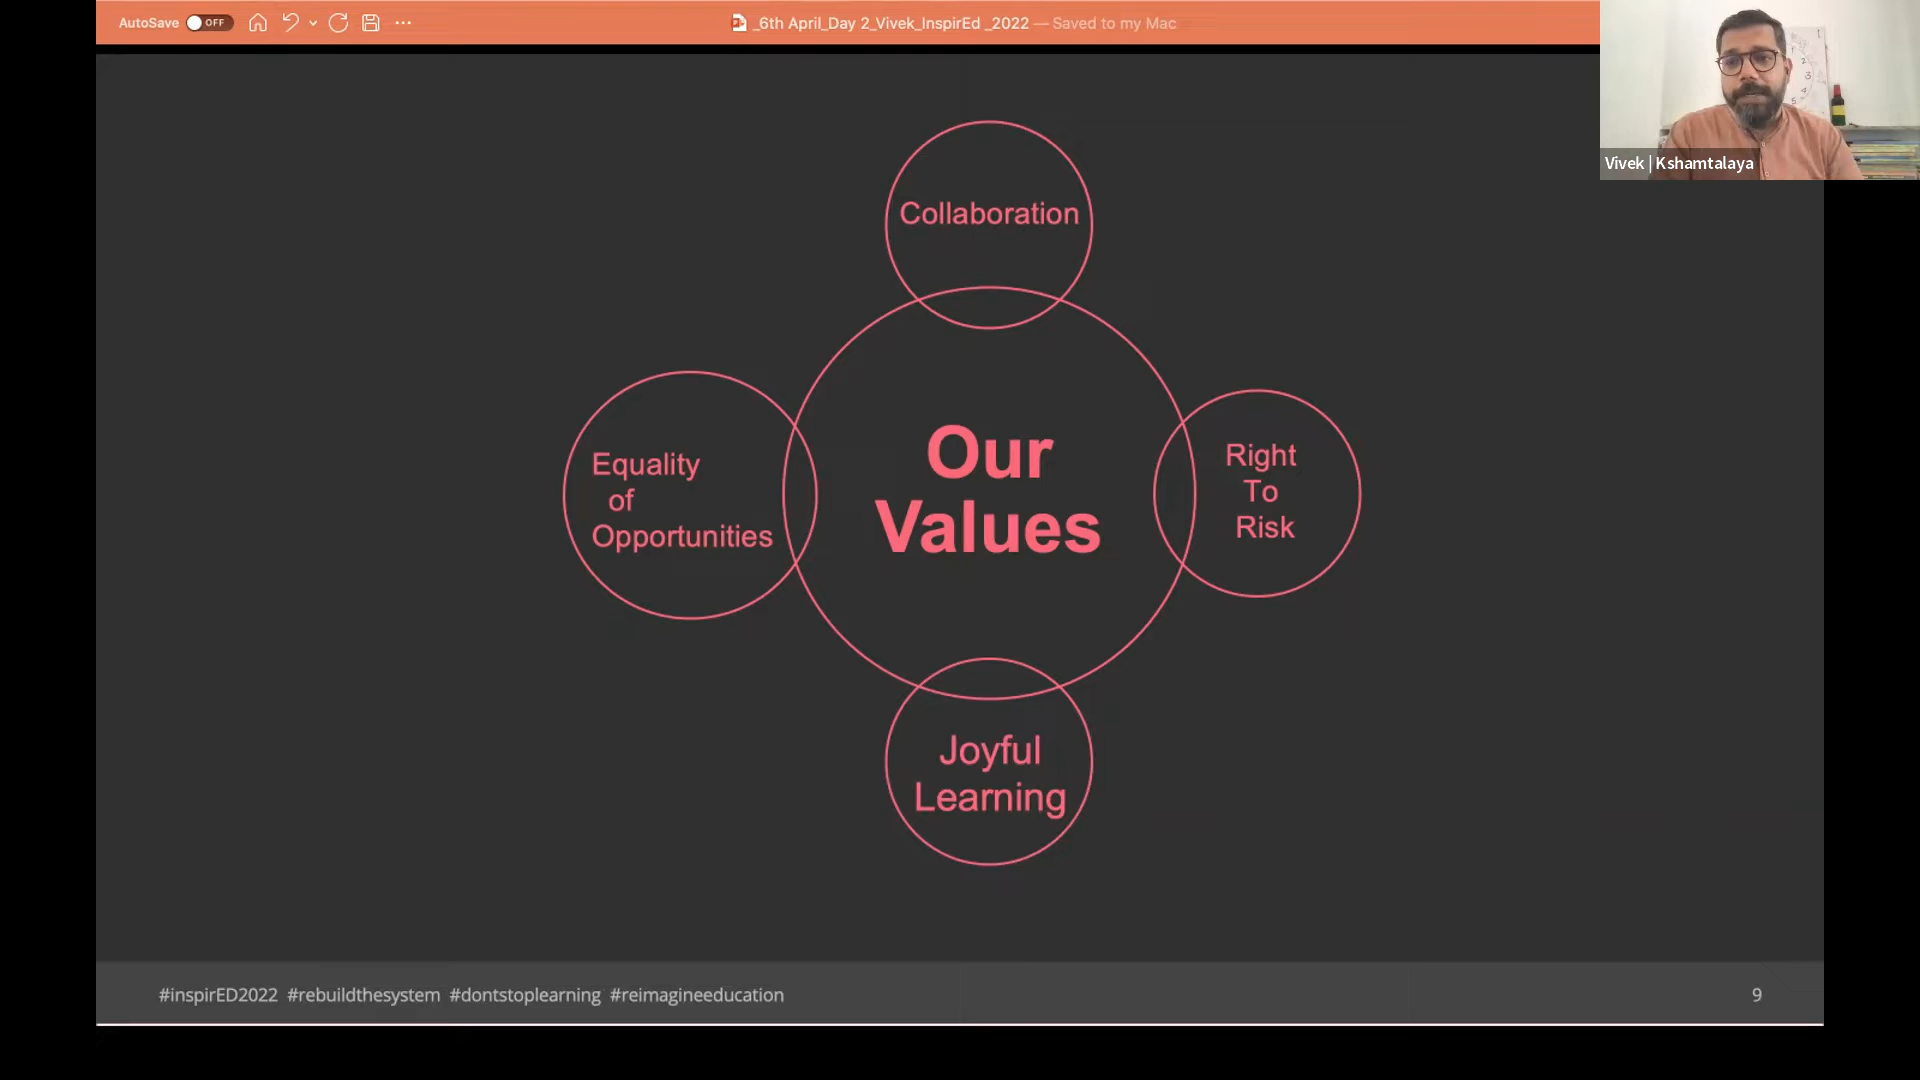 AutoSave OFF
_6th April_Day 2_Vivek_InspirEd _2022 — Saved to my Mac
Vivek | Kshamtalaya
Collaboration
Equality
of
Opportunities
Our
Values
Right
To
Risk
Joyful
Learning
#inspirED2022 #rebuildthesystem #dontstoplearning #reimagineeducation
9